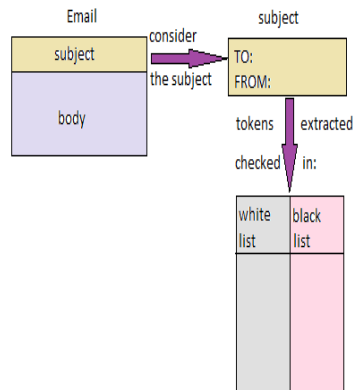 Email
subject
body
consider
the subject
subject
TO:
FROM:
tokens extracted
checked in:
white list
black list